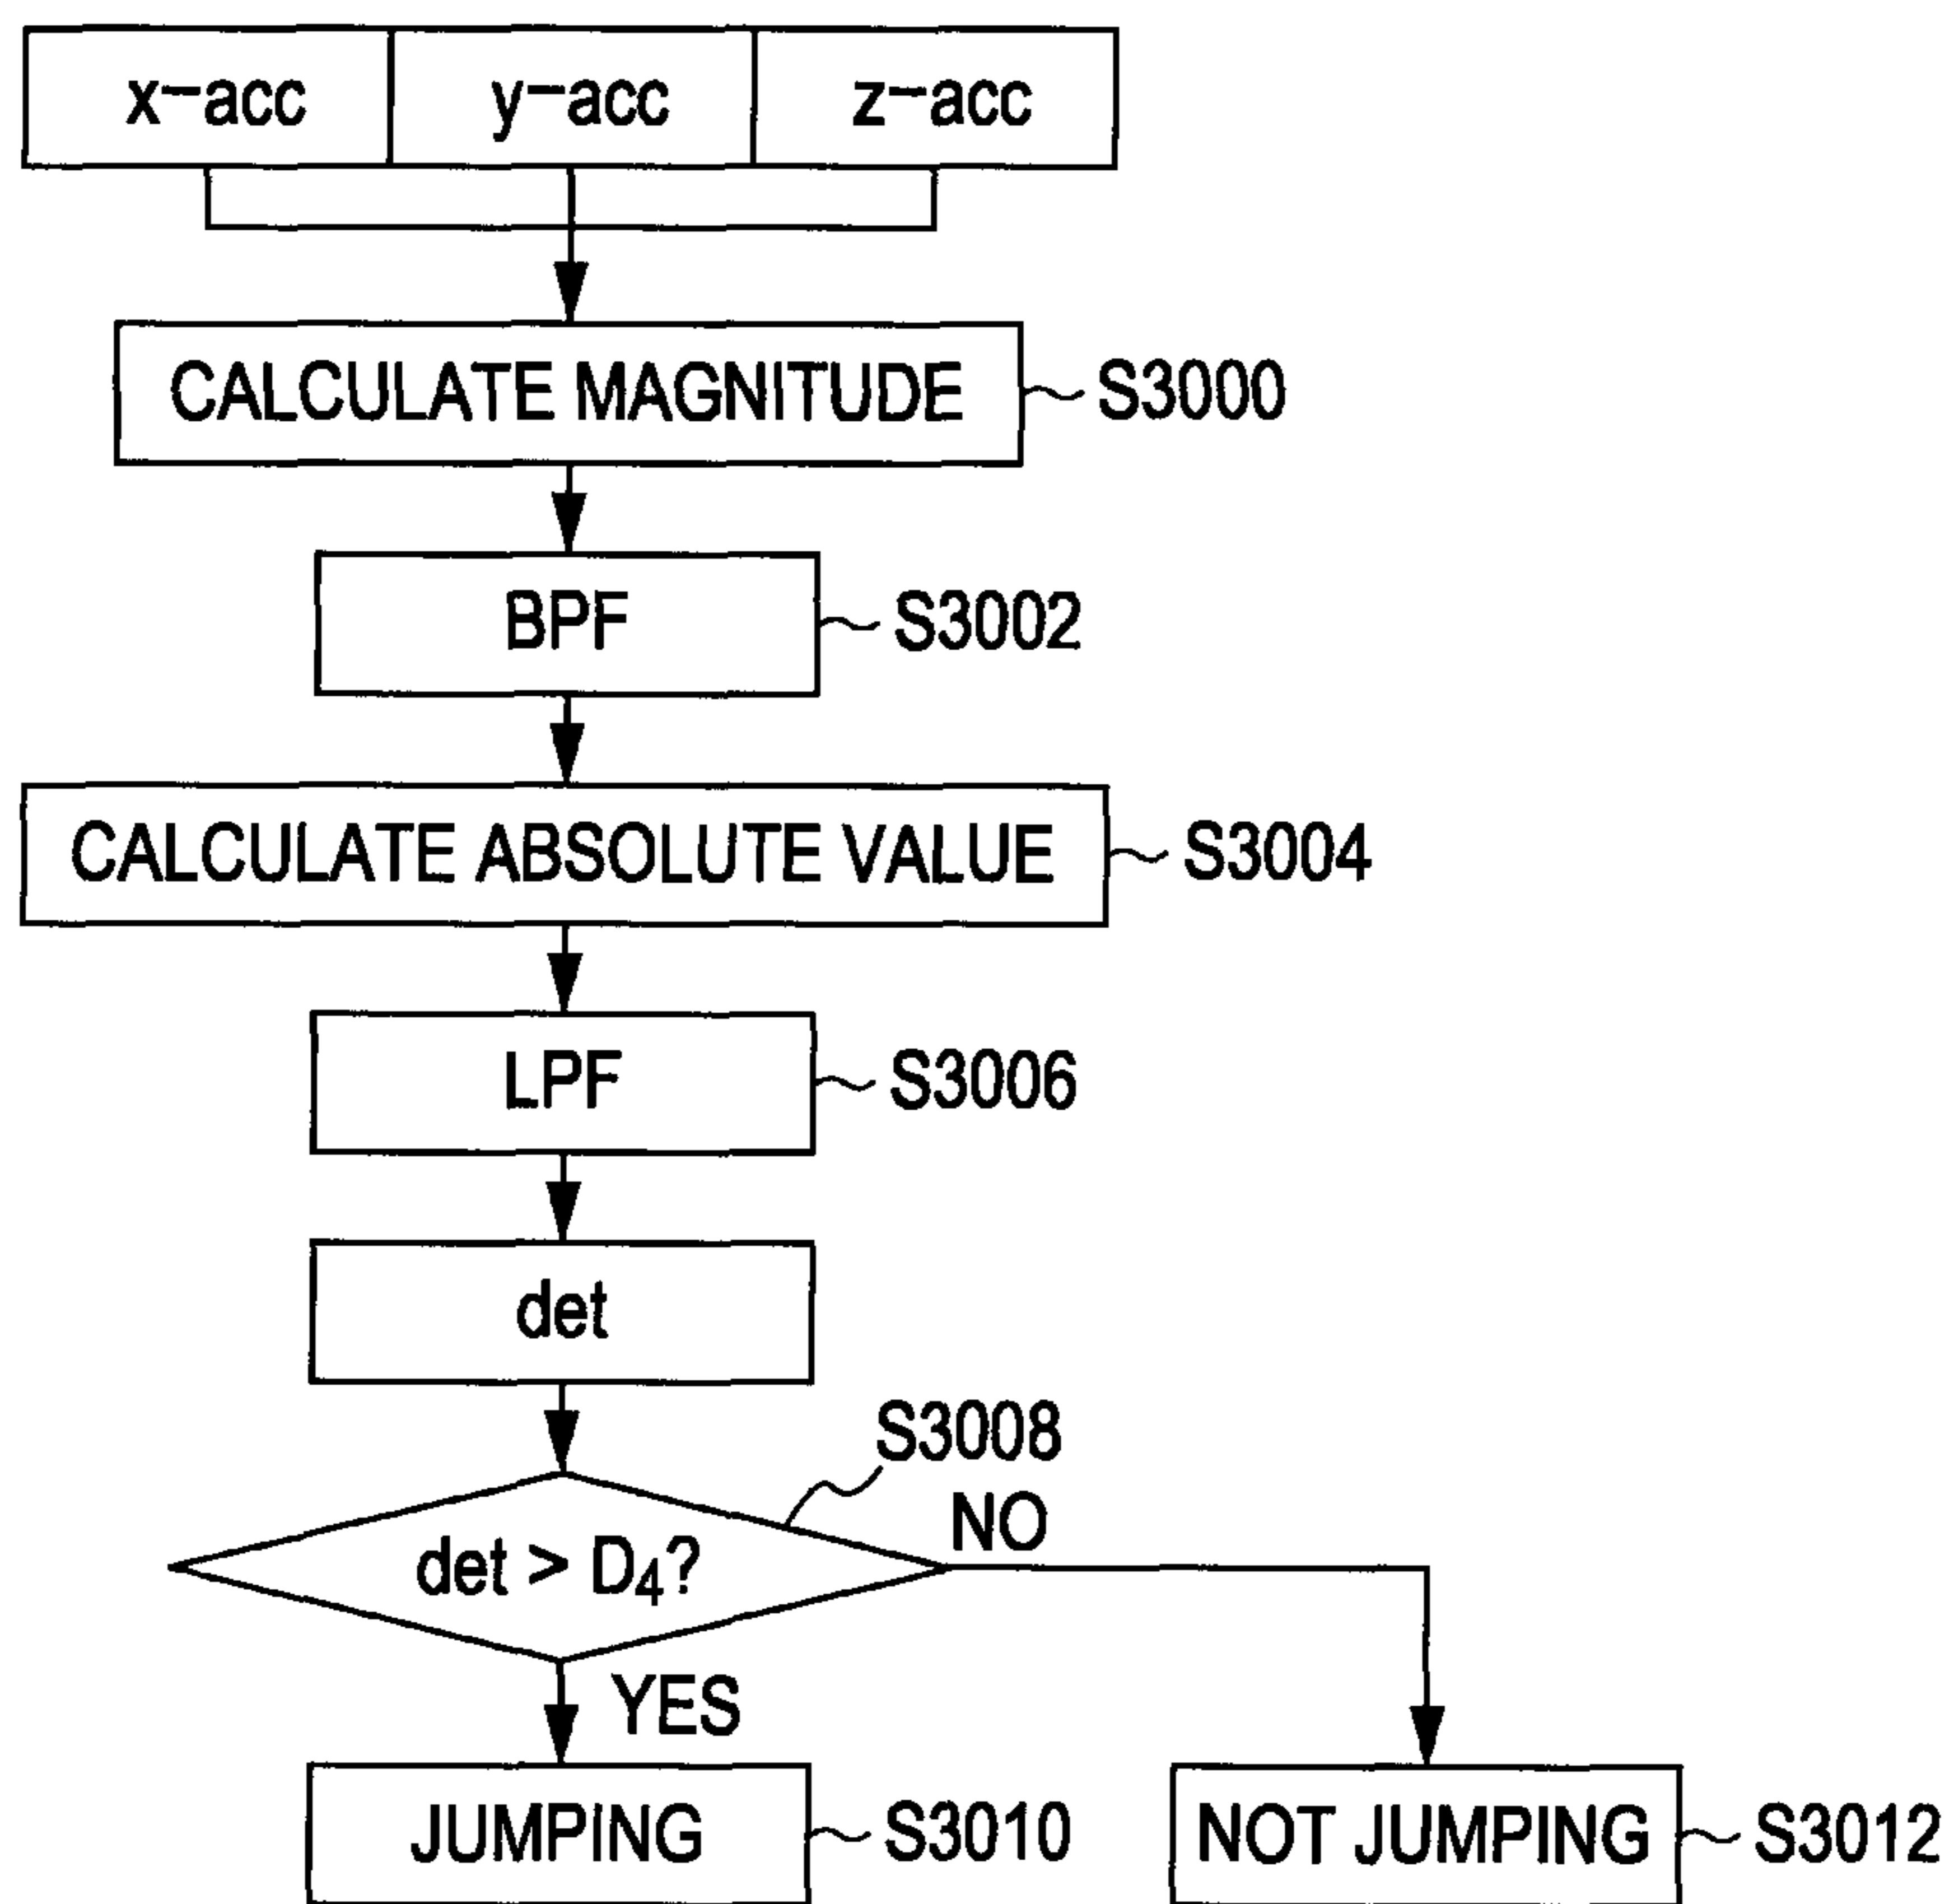 x-acc y-acc z-acc
CALCULATE MAGNITUDE S3000
BPF S3002
CALCULATE ABSOLUTE VALUE S3004
LPF S3006
det
S3008
NO
det > D4?
YES
JUMPING S3010 NOT JUMPING S3012